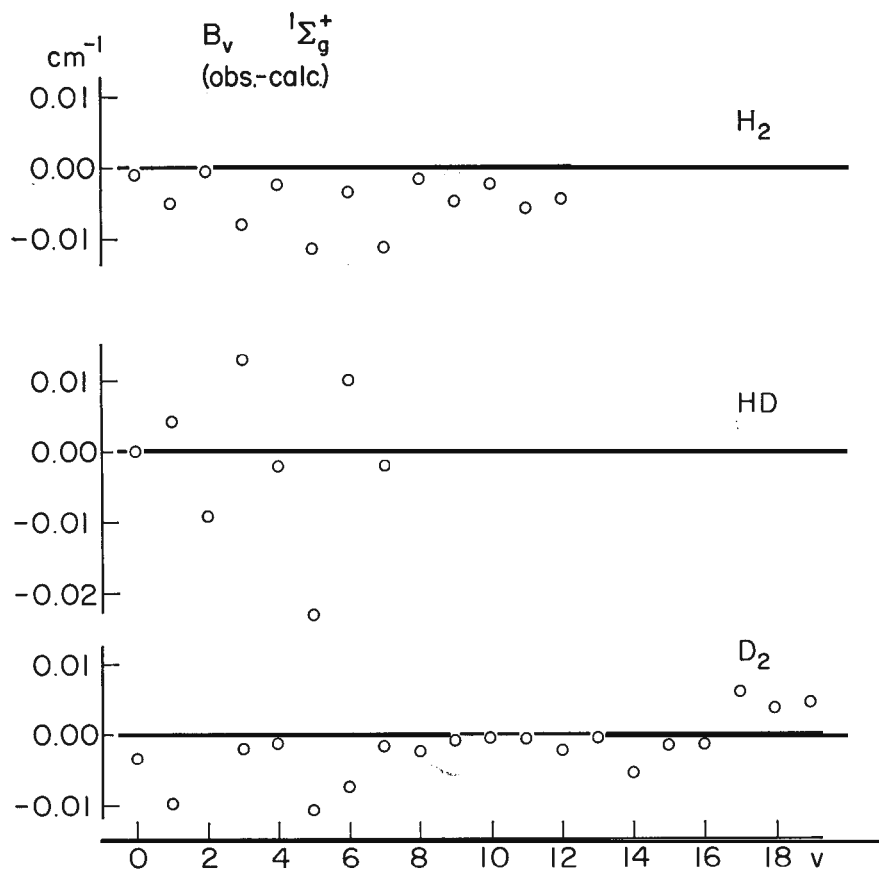 B_v ¹Σ_g⁺
cm⁻¹
(obs.-calc.)
0.01
H₂
0.00
-0.01
0.01
HD
0.00
-0.01
-0.02
0.01
D₂
0.00
-0.01
0 2 4 6 8 10 12 14 16 18 v